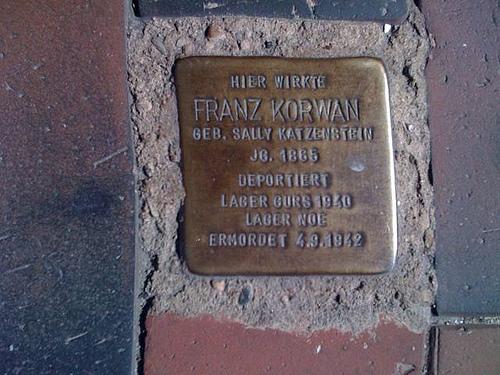 HIER WIRKTE
FRANZ KORWAN
GEB. SALLY KATZENSTEIN
JG. 1865
DEPORTIERT
LAGER GURS 1940
LAGER NOE
ERMORDET 4.9.1942